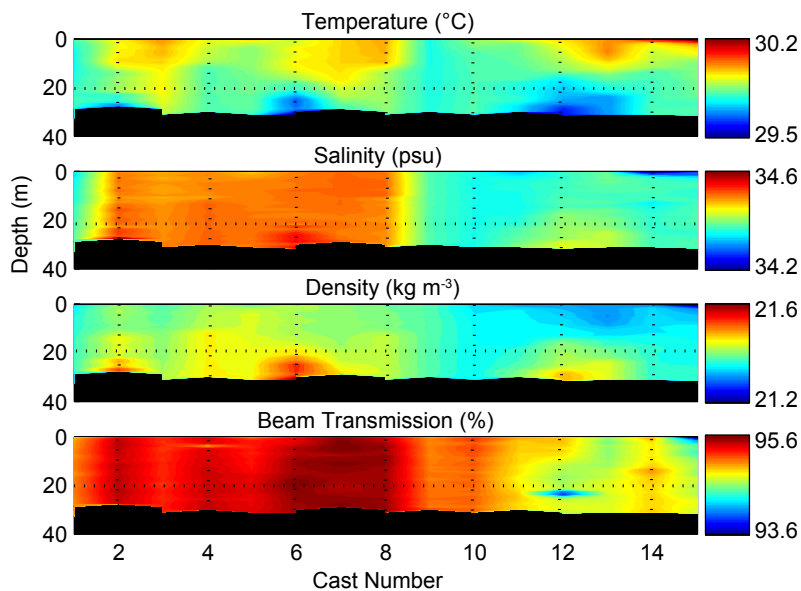 Temperature (°C)
0
20
40
30.2
29.5
Salinity (psu)
0
20
40
34.6
34.2
Density (kg m-³)
0
20
40
21.6
21.2
Beam Transmission (%)
0
20
40
95.6
93.6
Depth (m)
2 4 6 8 10 12 14
Cast Number